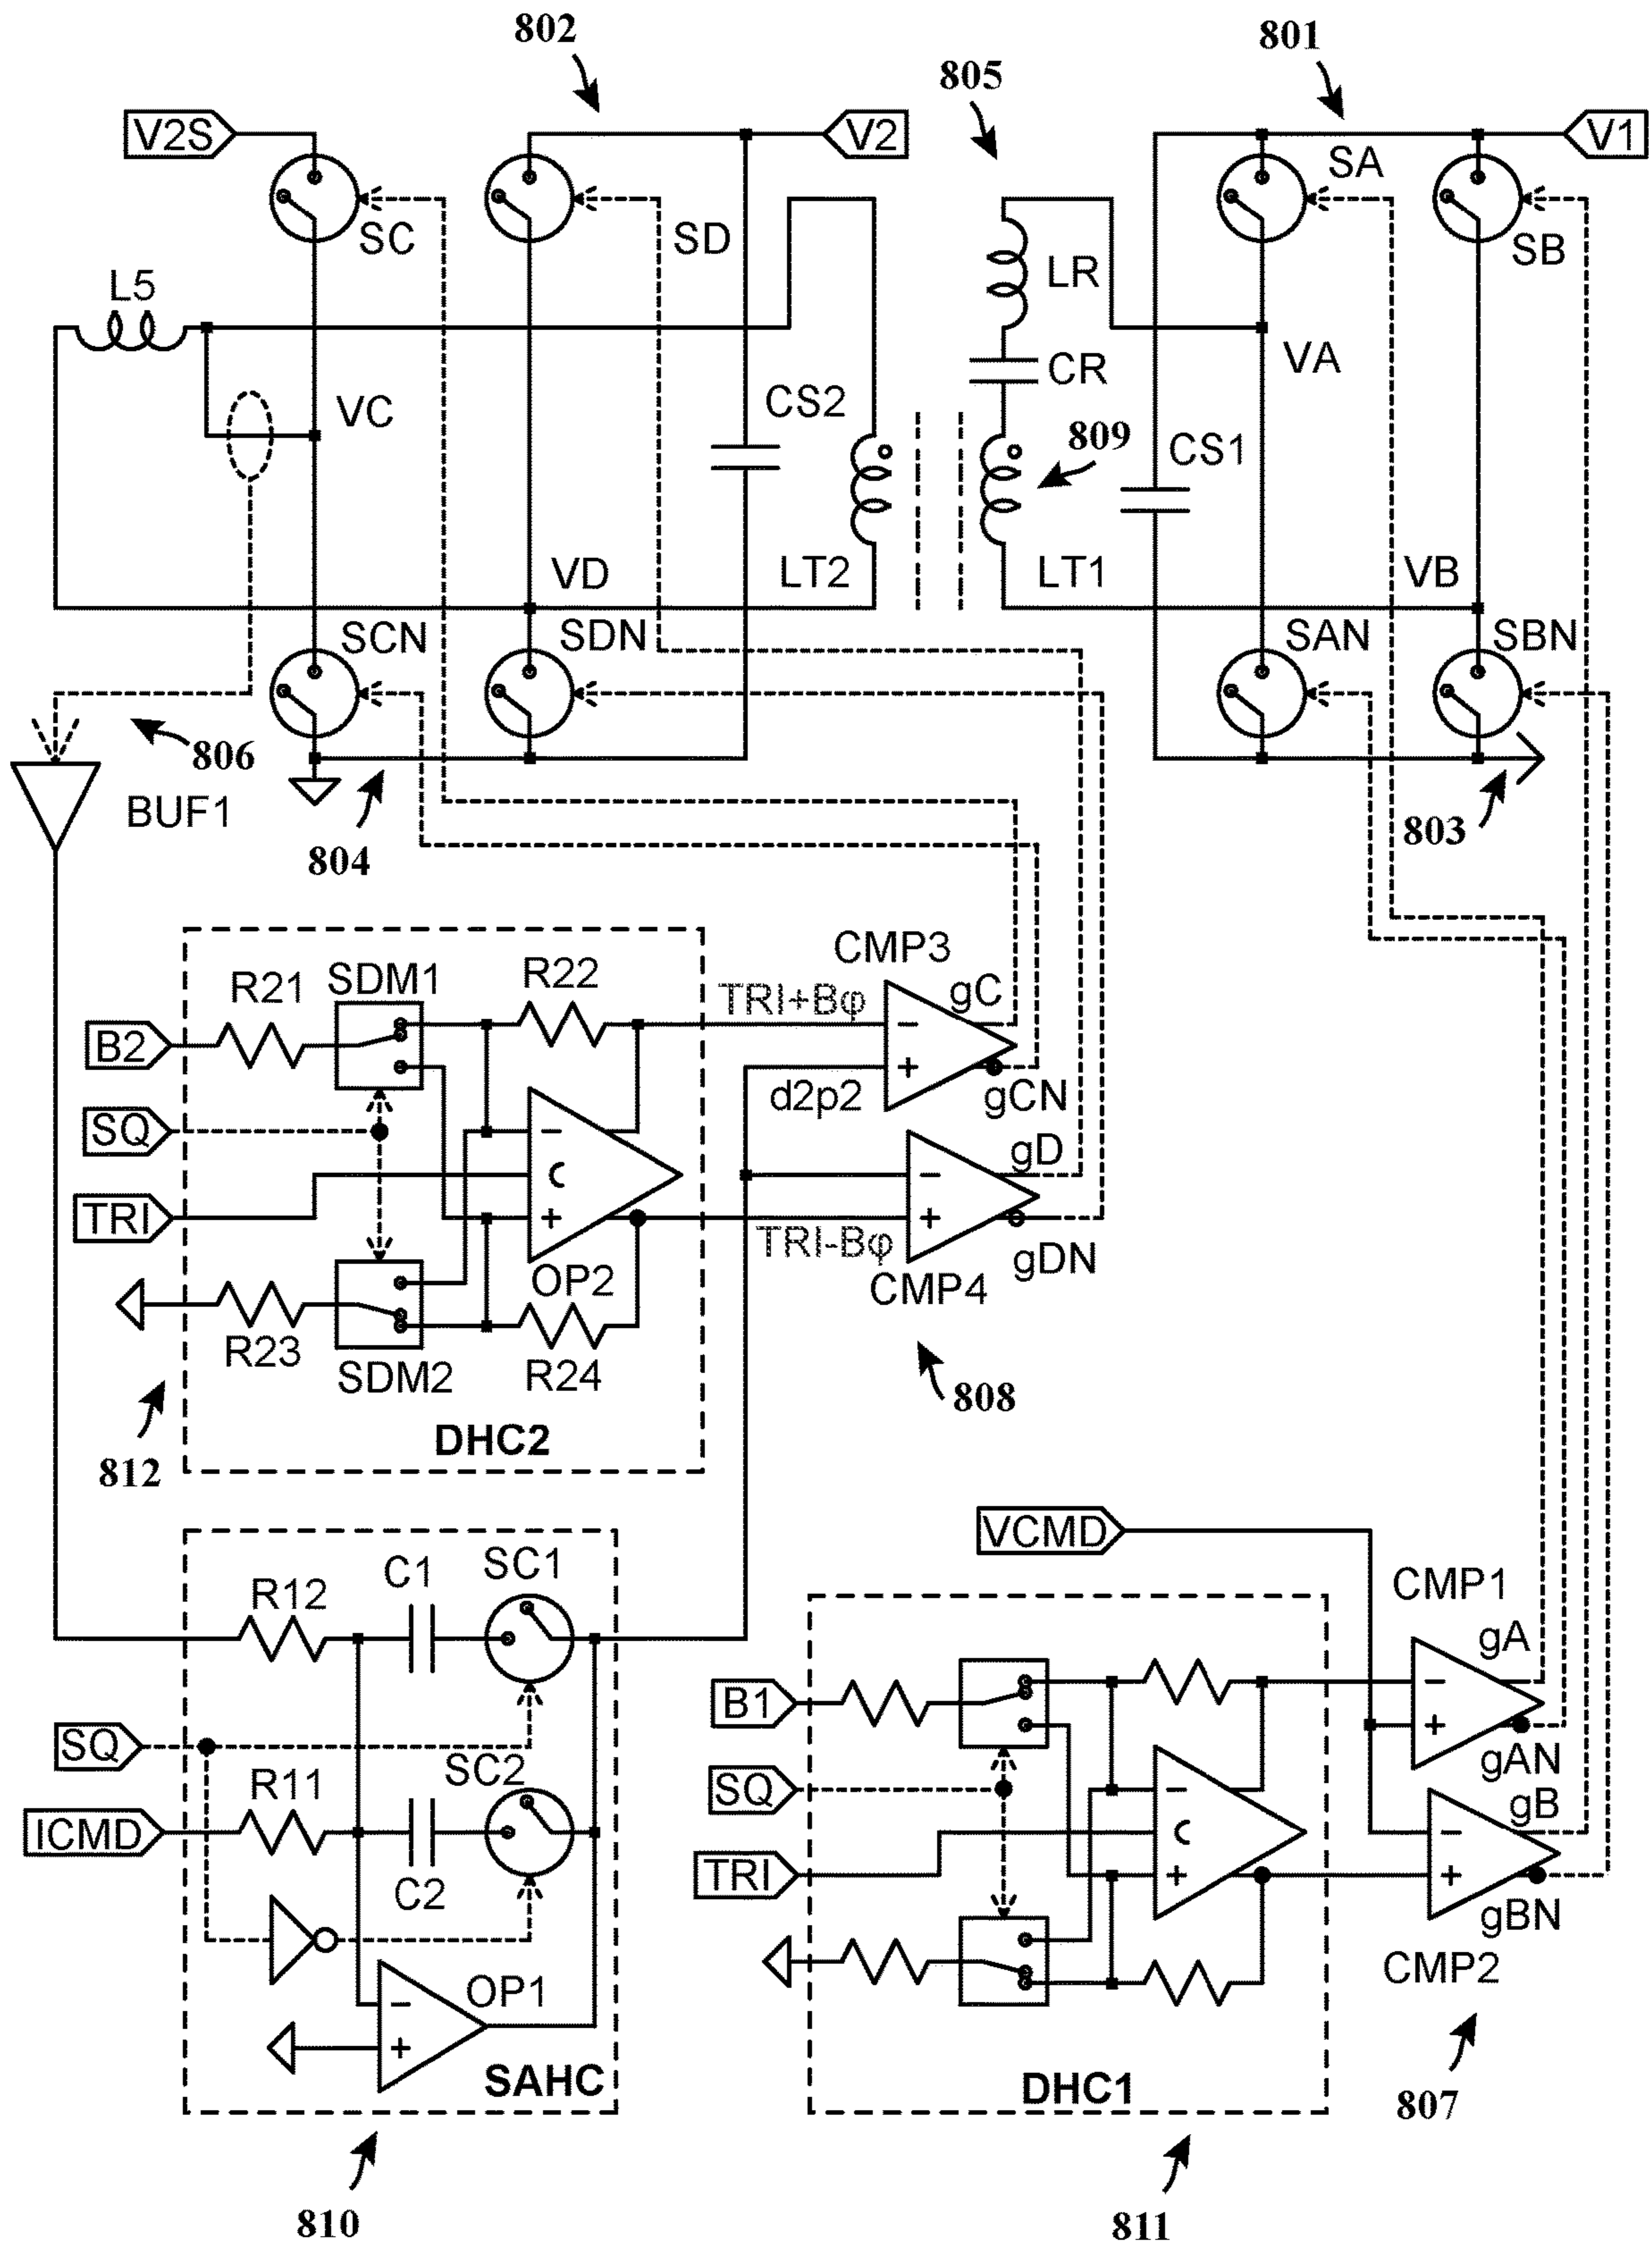 802
801
805
V2S
V2
V1
SA
SC
SD
SB
L5
LR
VA
CR
VC
CS2
809
CS1
VD
LT2
LT1
VB
SCN
SDN
SAN
SBN
806
BUF1
804
803
CMP3
R21
SDM1
R22
TRI+Bφ
gC
B2
−
+
d2p2
gCN
SQ
gD
−
C
−
TRI
+
+
TRI-Bφ
gDN
OP2
CMP4
R23
SDM2
R24
808
DHC2
812
VCMD
SC1
C1
R12
CMP1
gA
B1
−
SQ
SC2
+
R11
SQ
gAN
−
gB
ICMD
C
−
C2
TRI
+
+
gBN
OP1
CMP2
−
+
SAHC
DHC1
807
810
811